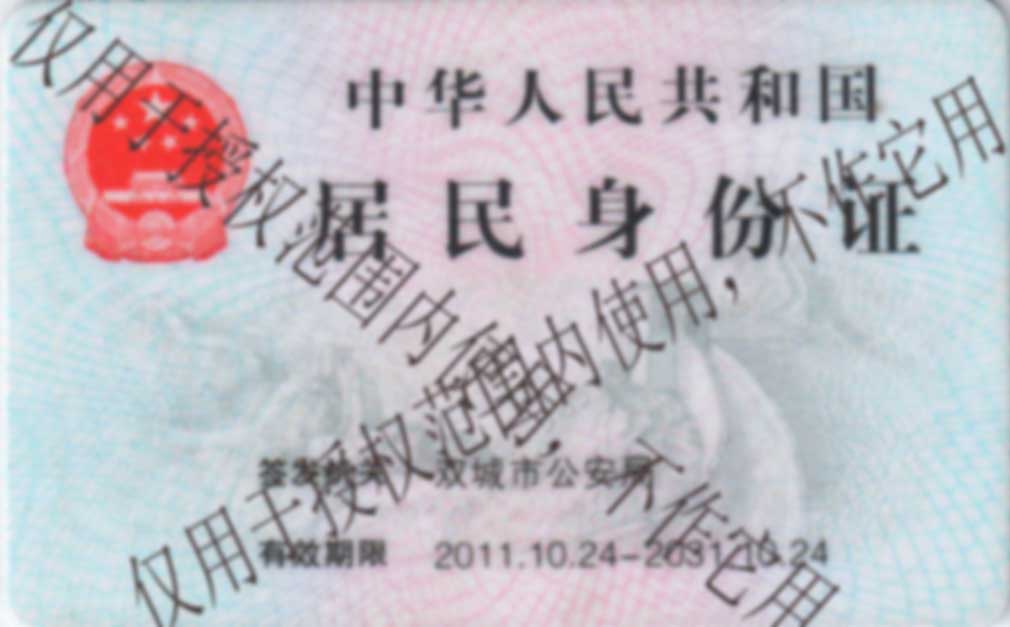 中华人民共和国
居民身份证
签发机关 双城市公安局
有效期限 2011.10.24-2031.10.24
仅用于授权范围内使用，不作它用
仅用于授权范围内使用，不作它用